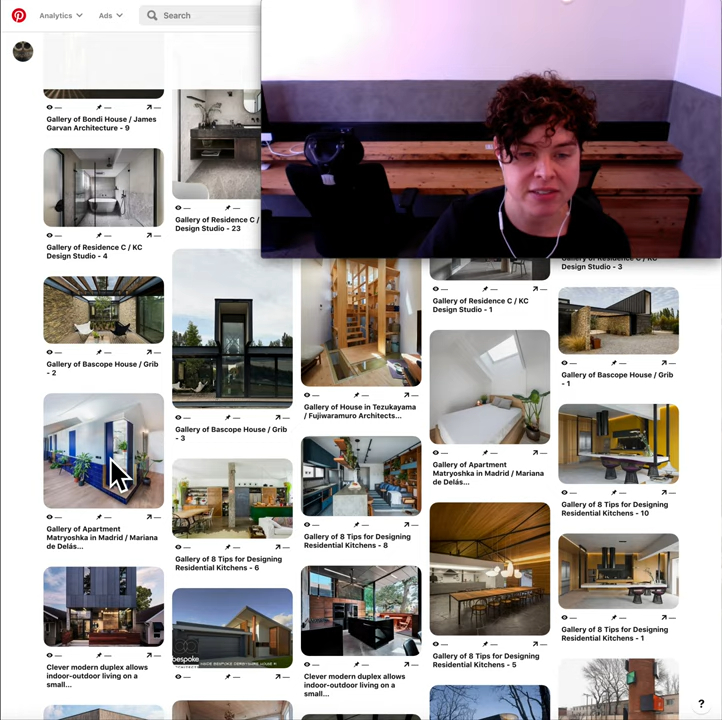 Analytics
Ads
Search
Gallery of Bondi House / James
Garvan Architecture - 9
Gallery of Residence C / KC
Design Studio - 4
Gallery of Bascope House / Grib
- 2
Gallery of Apartment
Matryoshka in Madrid / Mariana
de Delás...
Clever modern duplex allows
indoor-outdoor living on a
small...
Gallery of Residence C /
Design Studio - 23
Gallery of Bascope House / Grib
- 3
Gallery of 8 Tips for Designing
Residential Kitchens - 6
bespoke
Gallery of House in Tezukayama
/ Fujiwaramuro Architects...
Gallery of 8 Tips for Designing
Residential Kitchens - 8
Clever modern duplex allows
indoor-outdoor living on a
small...
Gallery of Residence C / KC
Design Studio - 1
Gallery of Apartment
Matryoshka in Madrid / Mariana
de Delás...
Gallery of 8 Tips for Designing
Residential Kitchens - 5
Design Studio - 3
Gallery of Bascope House / Grib
- 1
Gallery of 8 Tips for Designing
Residential Kitchens - 10
Gallery of 8 Tips for Designing
Residential Kitchens - 1
?